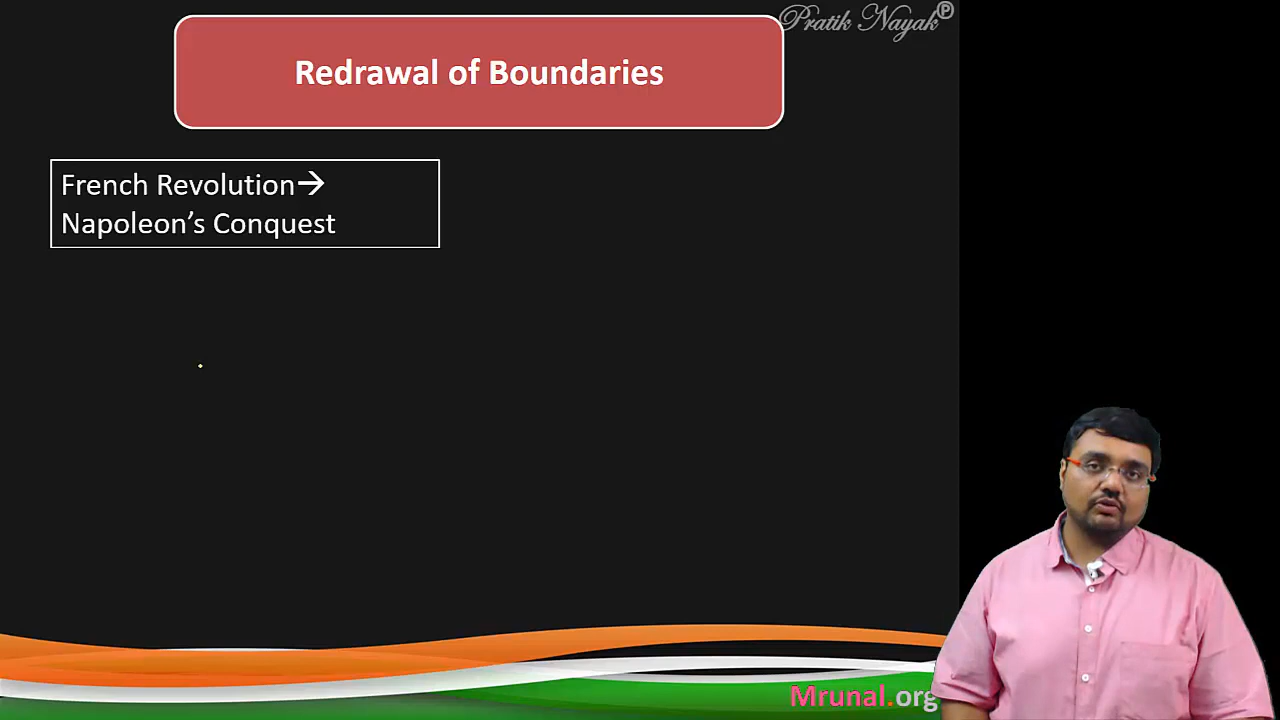 Pratik Nayak℗
Redrawal of Boundaries
French Revolution→
Napoleon’s Conquest
Mrunal.org